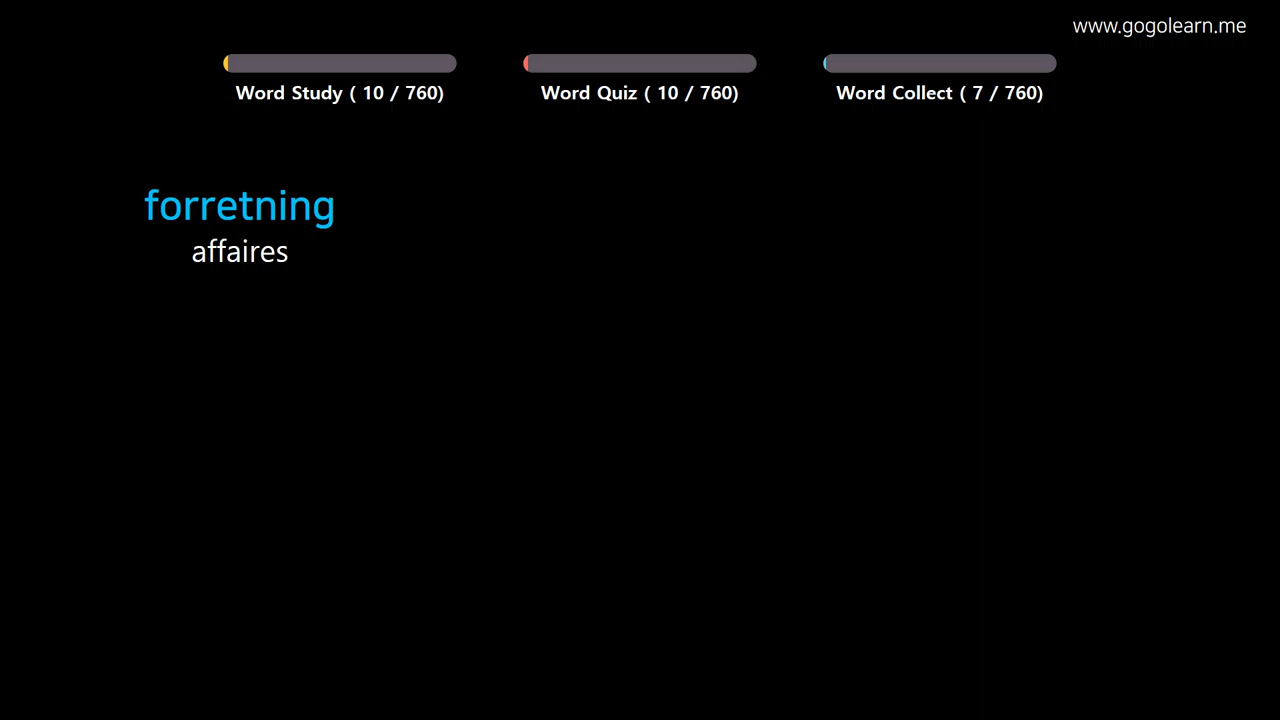 www.gogolearn.me
Word Study ( 10 / 760)
Word Quiz ( 10 / 760)
Word Collect ( 7 / 760)
forretning
affaires